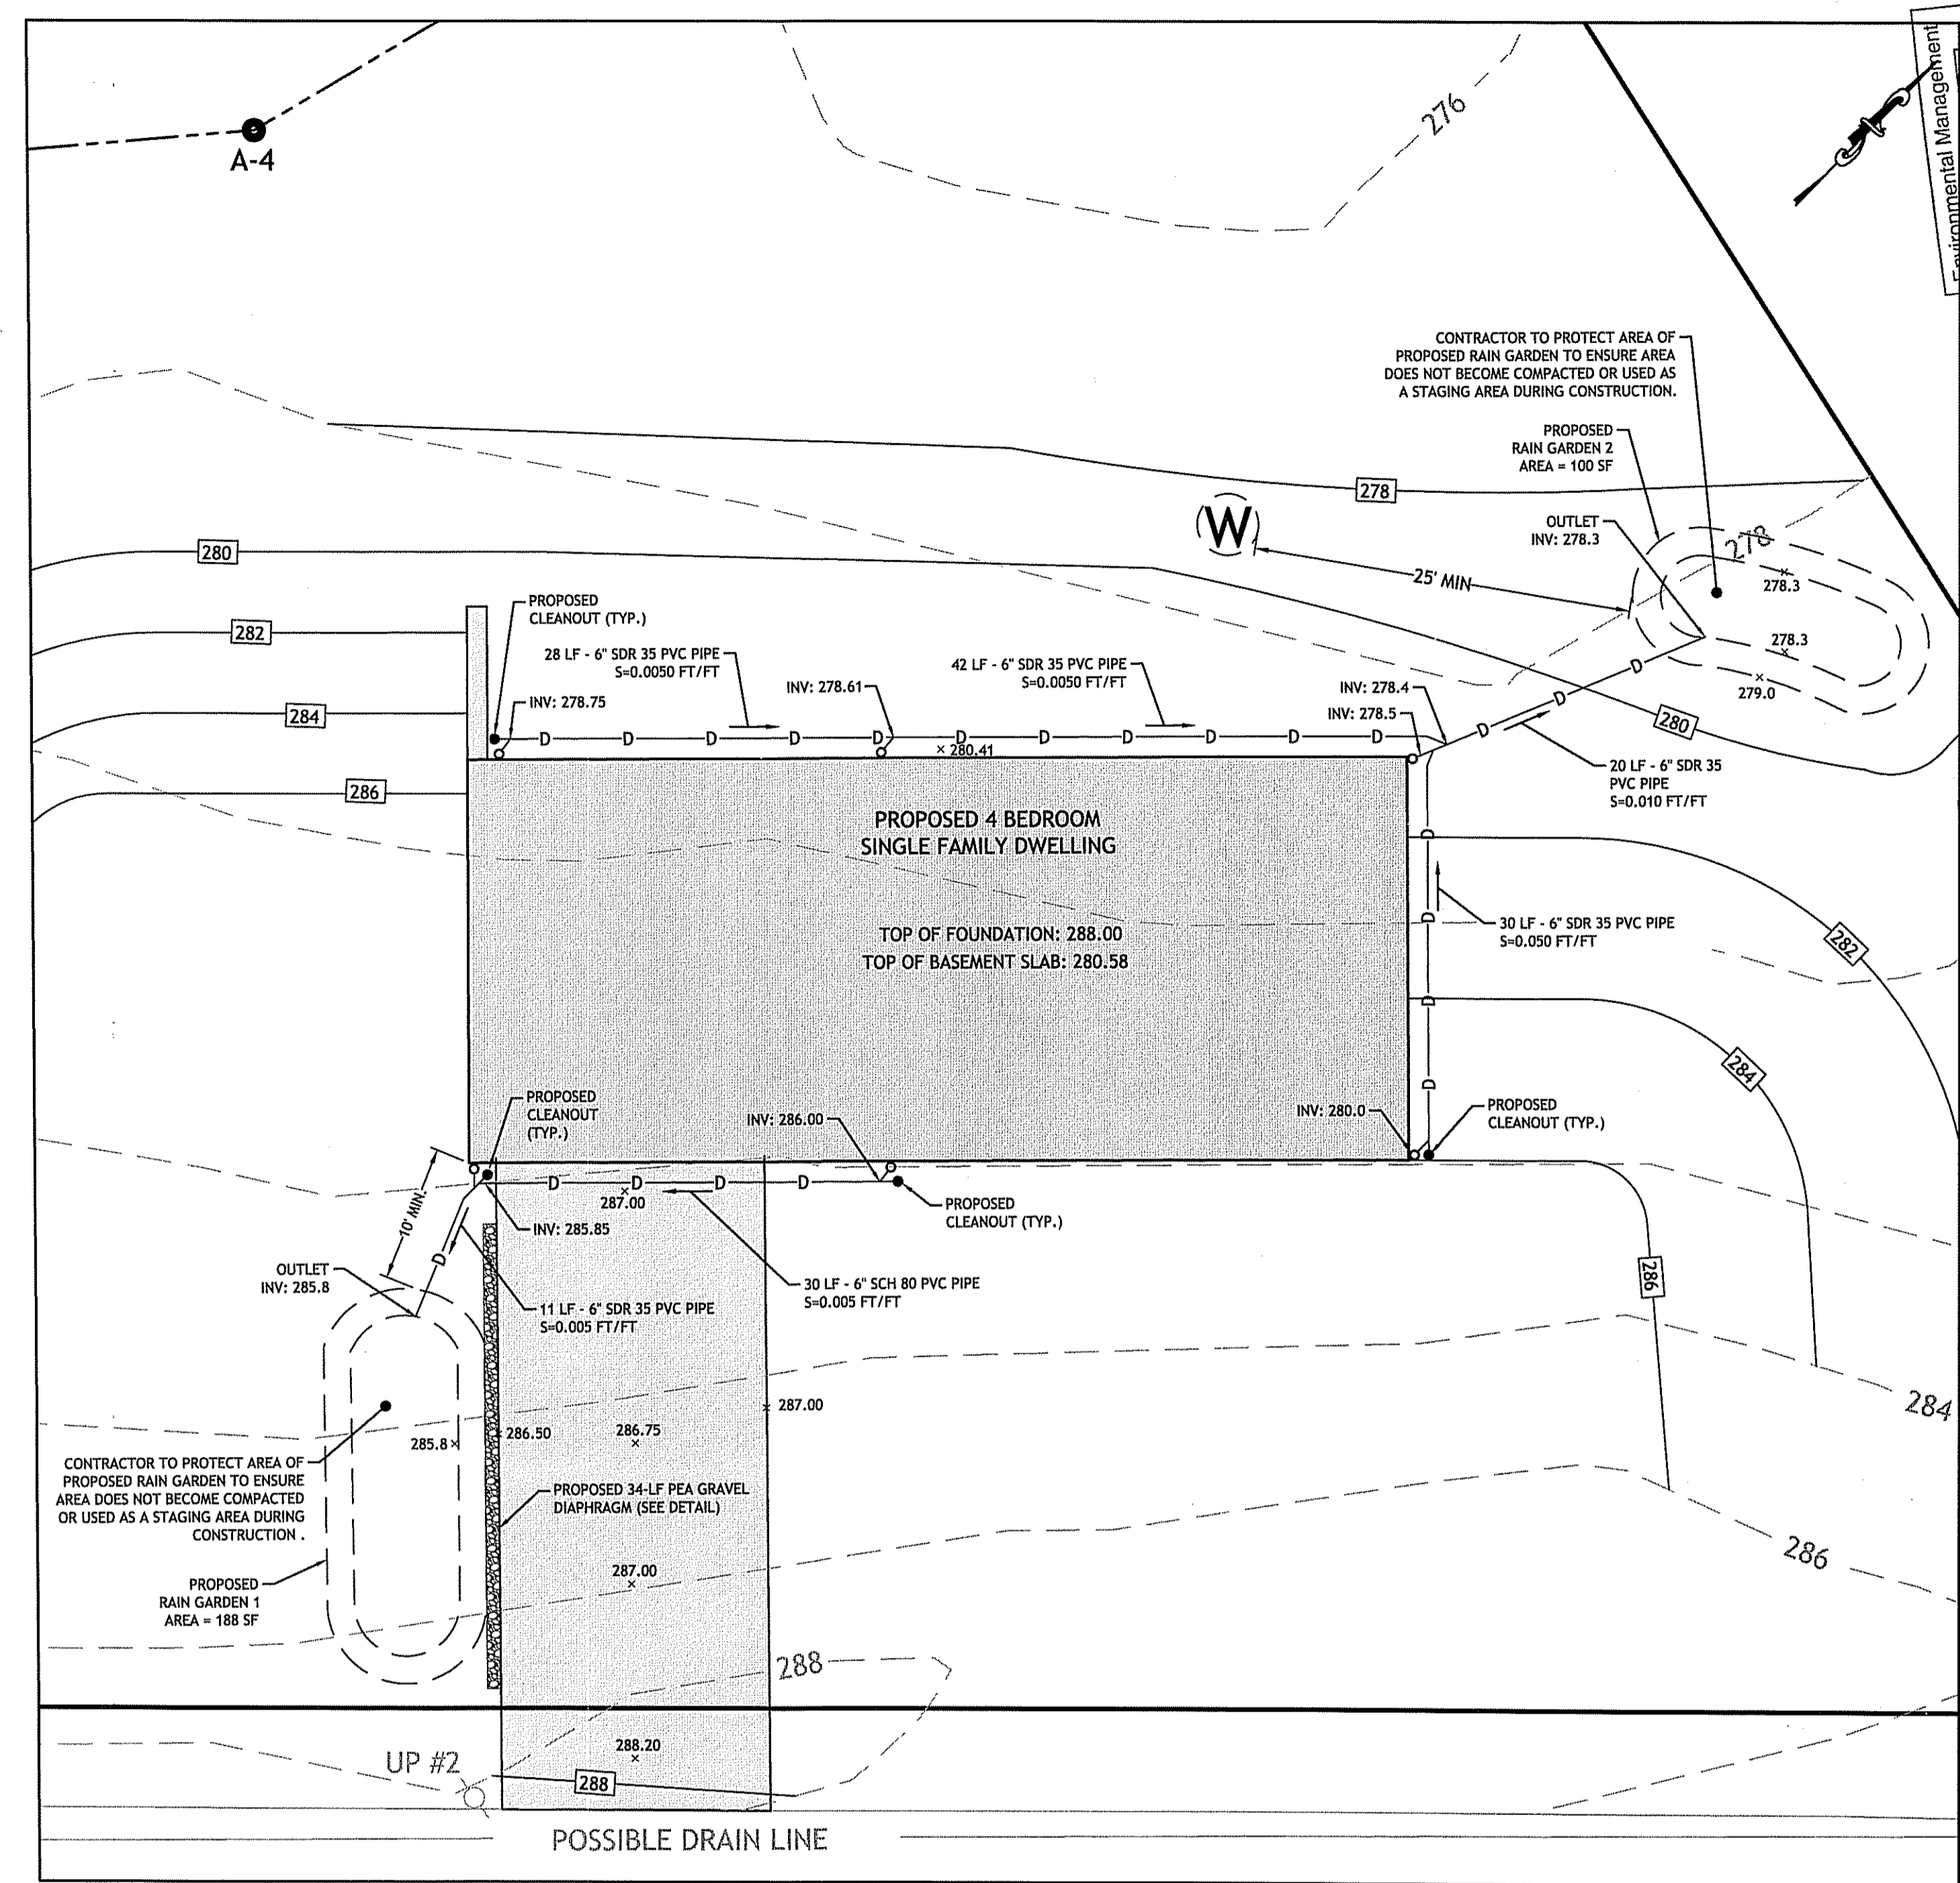 Environmental Management
A-4
276
CONTRACTOR TO PROTECT AREA OF
PROPOSED RAIN GARDEN TO ENSURE AREA
DOES NOT BECOME COMPACTED OR USED AS
A STAGING AREA DURING CONSTRUCTION.
PROPOSED
RAIN GARDEN 2
AREA = 100 SF
278
OUTLET
INV: 278.3
278
W
25' MIN
278.3
278.3
279.0
280
280
282
284
286
PROPOSED
CLEANOUT (TYP.)
28 LF - 6" SDR 35 PVC PIPE
S=0.0050 FT/FT
INV: 278.75
INV: 278.61
42 LF - 6" SDR 35 PVC PIPE
S=0.0050 FT/FT
INV: 278.4
INV: 278.5
D D D D D D D D D D D
D D D
280.41
20 LF - 6" SDR 35
PVC PIPE
S=0.010 FT/FT
PROPOSED 4 BEDROOM
SINGLE FAMILY DWELLING
TOP OF FOUNDATION: 288.00
TOP OF BASEMENT SLAB: 280.58
D
D
D
D
30 LF - 6" SDR 35 PVC PIPE
S=0.050 FT/FT
282
284
286
INV: 280.0
PROPOSED
CLEANOUT (TYP.)
PROPOSED
CLEANOUT
(TYP.)
INV: 286.00
D D D D
287.00
PROPOSED
CLEANOUT (TYP.)
10' MIN.
D
INV: 285.85
OUTLET
INV: 285.8
30 LF - 6" SCH 80 PVC PIPE
S=0.005 FT/FT
11 LF - 6" SDR 35 PVC PIPE
S=0.005 FT/FT
287.00
285.8
286.50
286.75
284
CONTRACTOR TO PROTECT AREA OF
PROPOSED RAIN GARDEN TO ENSURE
AREA DOES NOT BECOME COMPACTED
OR USED AS A STAGING AREA DURING
CONSTRUCTION .
PROPOSED 34-LF PEA GRAVEL
DIAPHRAGM (SEE DETAIL)
286
287.00
PROPOSED
RAIN GARDEN 1
AREA = 188 SF
288
288.20
UP #2
288
POSSIBLE DRAIN LINE